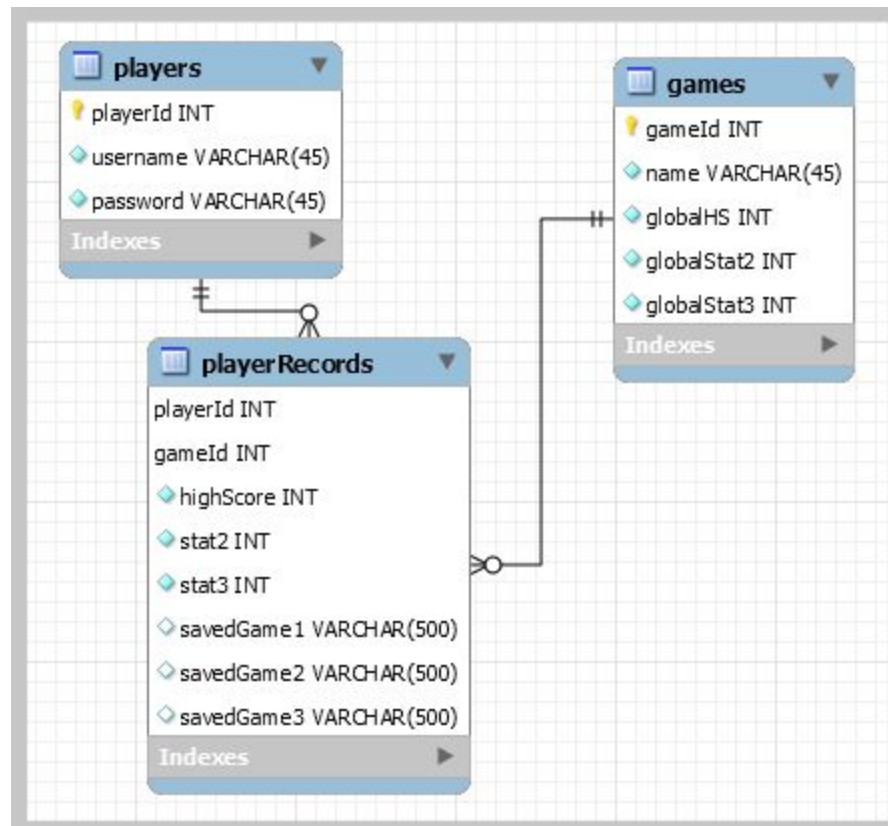 players
playerId INT
username VARCHAR(45)
password VARCHAR(45)
Indexes
games
gameId INT
name VARCHAR(45)
globalHS INT
globalStat2 INT
globalStat3 INT
Indexes
playerRecords
playerId INT
gameId INT
highScore INT
stat2 INT
stat3 INT
savedGame1 VARCHAR(500)
savedGame2 VARCHAR(500)
savedGame3 VARCHAR(500)
Indexes